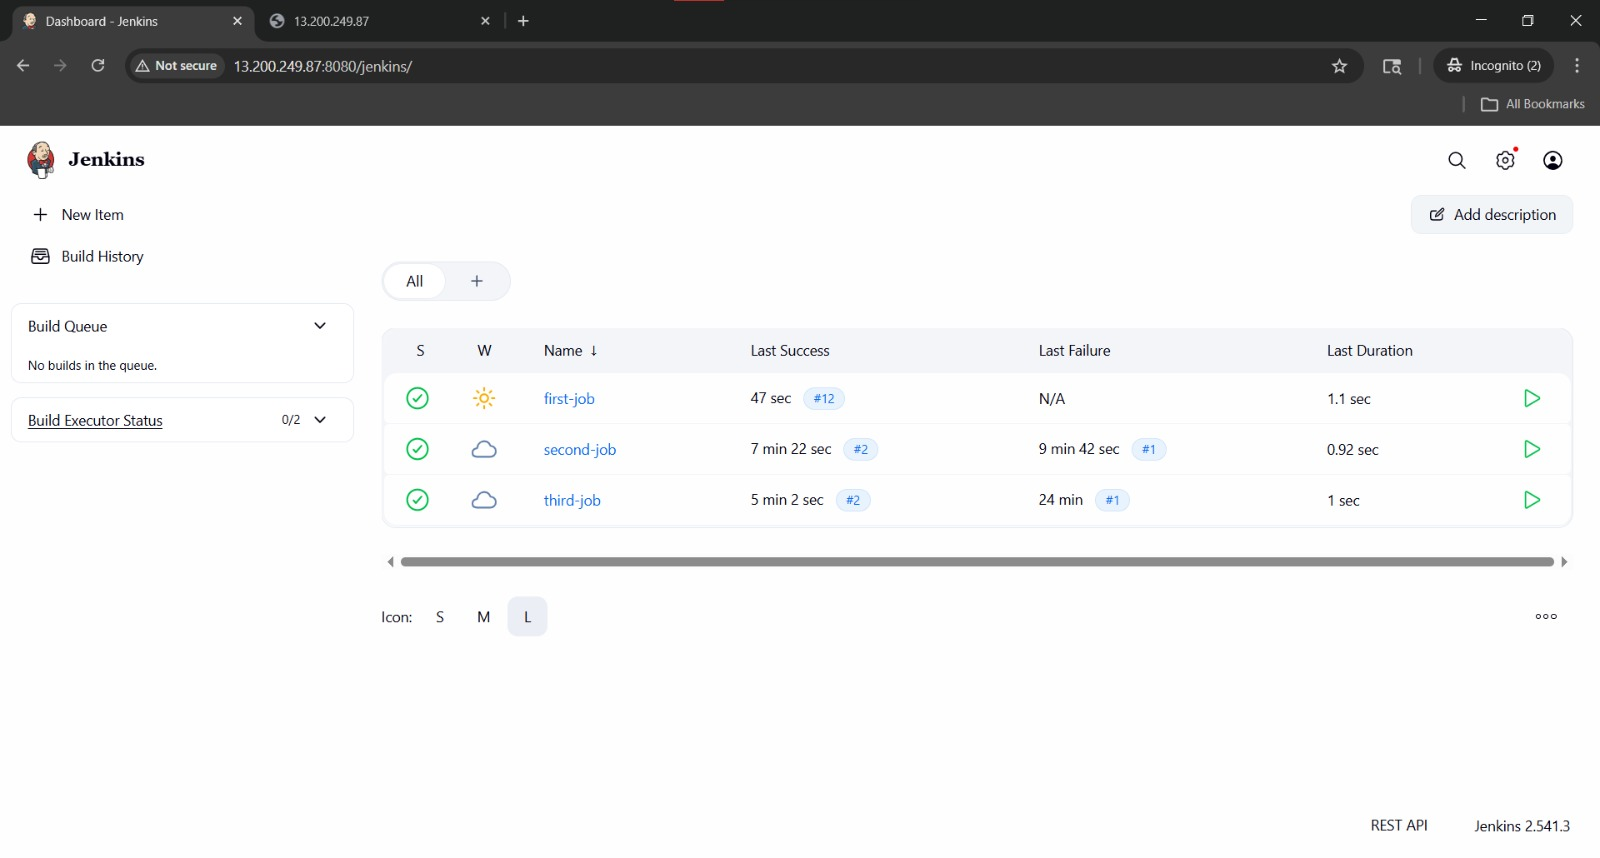 Dashboard - Jenkins
13.200.249.87
Not secure
13.200.249.87:8080/jenkins/
Incognito (2)
All Bookmarks
Jenkins
New Item
Add description
Build History
All
Build Queue
No builds in the queue.
Build Executor Status
0/2
S W Name ↓ Last Success Last Failure Last Duration
first-job 47 sec #12 N/A 1.1 sec
second-job 7 min 22 sec #2 9 min 42 sec #1 0.92 sec
third-job 5 min 2 sec #2 24 min #1 1 sec
Icon: S M L
REST API
Jenkins 2.541.3